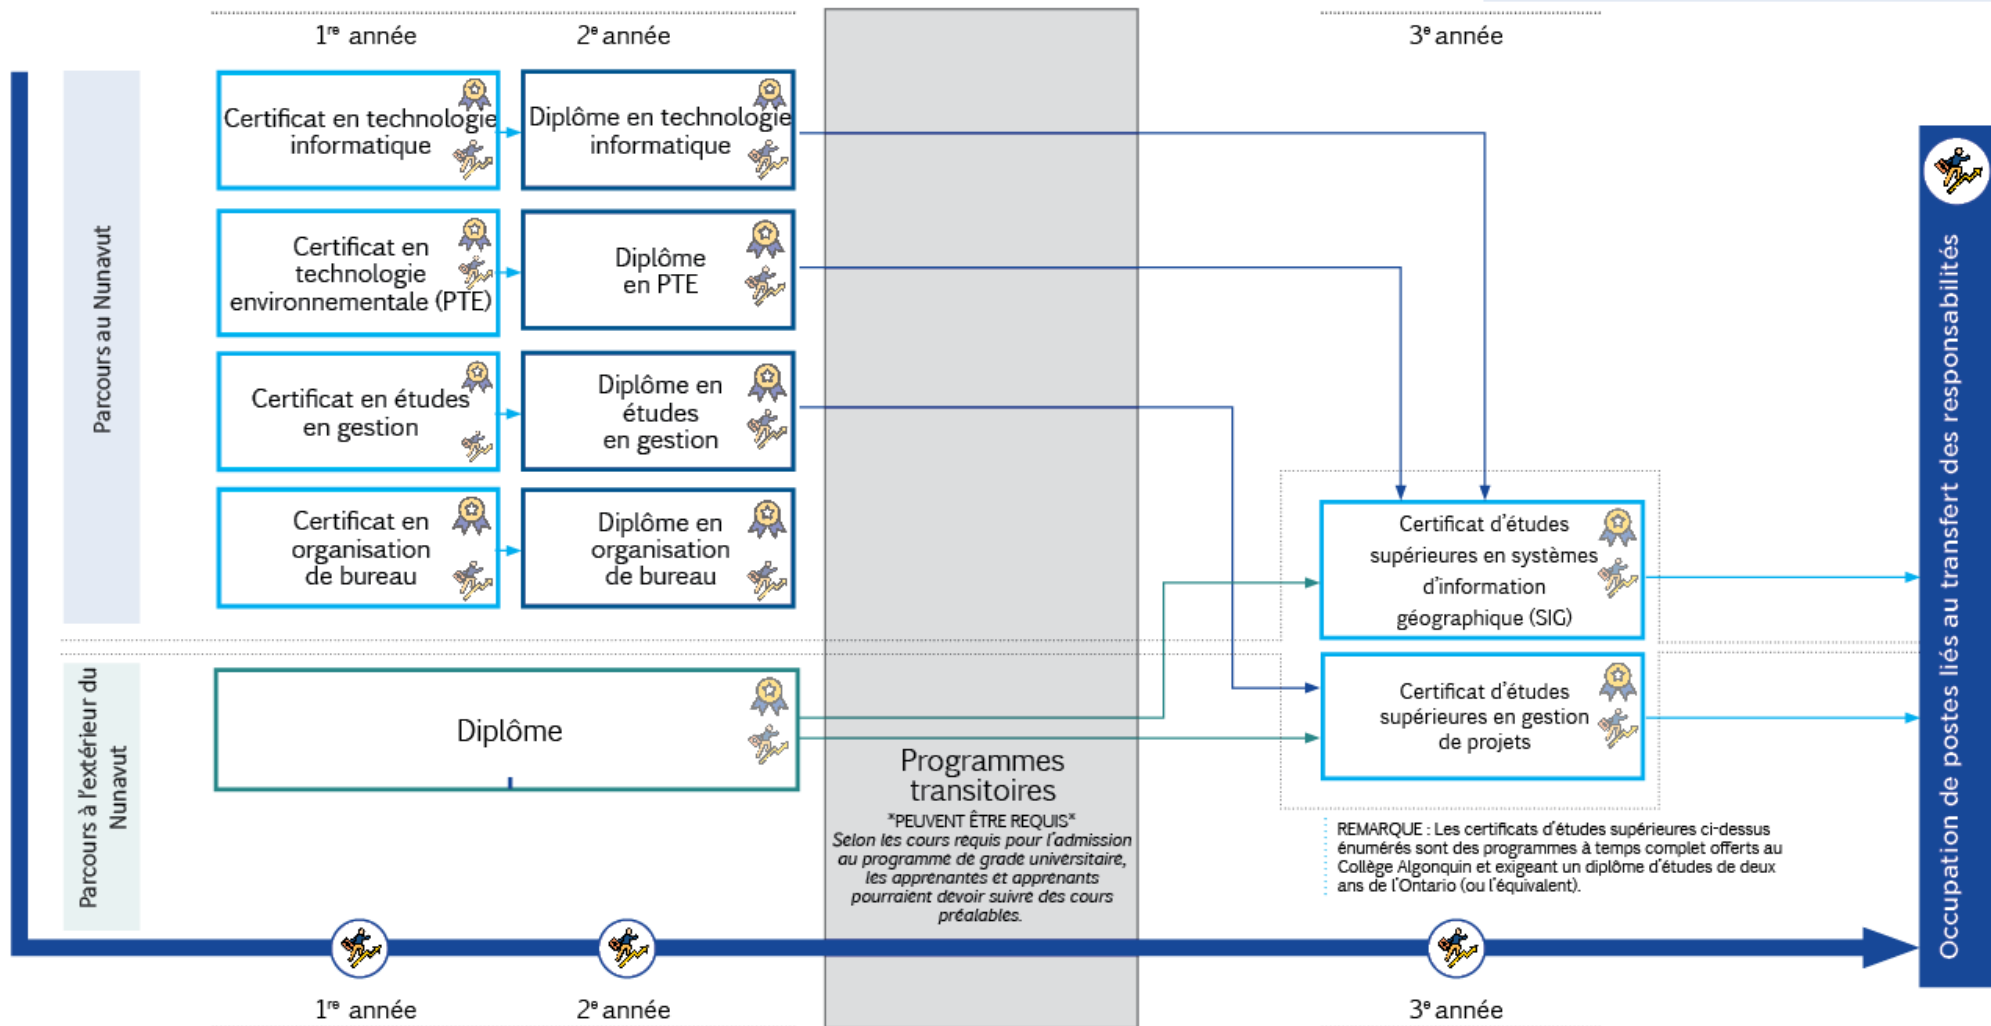 1re année
2e année
3e année
Parcours au Nunavut
Certificat en technologie
informatique
Diplôme en technologie
informatique
Certificat en
technologie
environnementale (PTE)
Diplôme
en PTE
Certificat en études
en gestion
Diplôme en
études
en gestion
Certificat en
organisation
de bureau
Diplôme en
organisation
de bureau
Certificat d'études
supérieures en systèmes
d'information
géographique (SIG)
Parcours à l'extérieur du
Nunavut
Diplôme
Programmes
transitoires
*PEUVENT ÊTRE REQUIS*
Selon les cours requis pour l'admission
au programme de grade universitaire,
les apprenantes et apprenants
pourraient devoir suivre des cours
préalables.
Certificat d'études
supérieures en gestion
de projets
REMARQUE : Les certificats d'études supérieures ci-dessus
énumérés sont des programmes à temps complet offerts au
Collège Algonquin et exigeant un diplôme d'études de deux
ans de l'Ontario (ou l'équivalent).
Occupation de postes liés au transfert des responsabilités
1re année
2e année
3e année